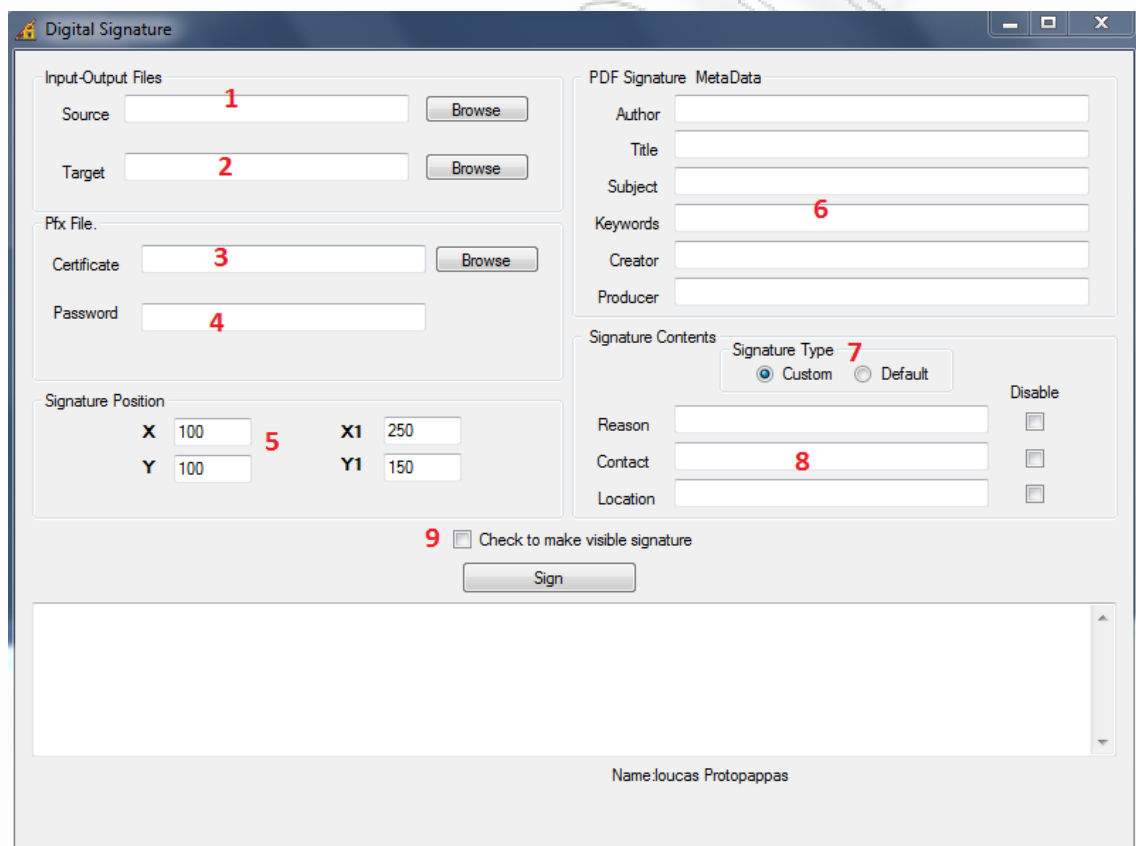 Digital Signature
Input-Output Files
Source 1 Browse
Target 2 Browse
Pfx File.
Certificate 3 Browse
Password 4
Signature Position
X 100 5 X1 250
Y 100 Y1 150
PDF Signature MetaData
Author
Title
Subject
6
Keywords
Creator
Producer
Signature Contents
Signature Type 7
Custom Default
Disable
Reason
Contact 8
Location
9 Check to make visible signature
Sign
Name:loucas Protopappas